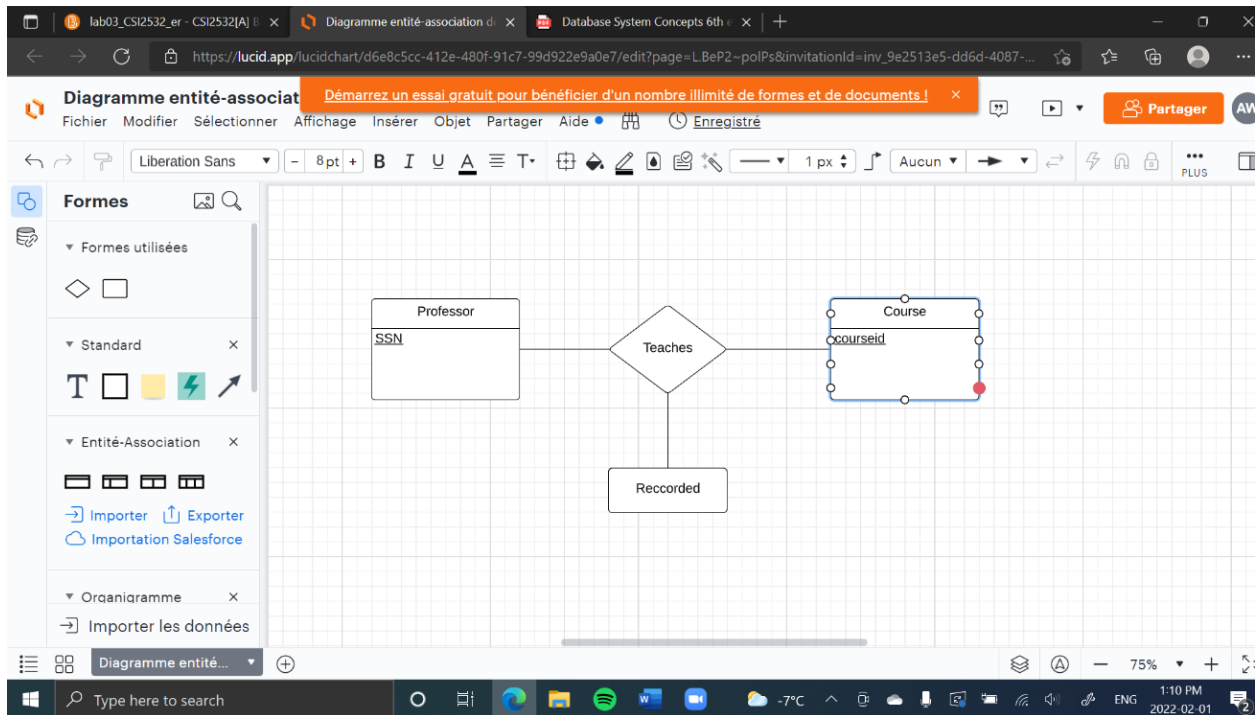 lab03_CSI2532_er - CSI2532[A] B
Diagramme entité-association d
Database System Concepts 6th e
https://lucid.app/lucidchart/d6e8c5cc-412e-480f-91c7-99d922e9a0e7/edit?page=L.BeP2~polPs&invitationId=inv_9e2513e5-dd6d-4087-...
Diagramme entité-associat
Démarrez un essai gratuit pour bénéficier d'un nombre illimité de formes et de documents !
Partager
AW
Fichier Modifier Sélectionner Affichage Insérer Objet Partager Aide Enregistré
Liberation Sans - 8 pt + B I U A T 1 px Aucun
PLUS
Formes
Formes utilisées
Standard
T
Entité-Association
Importer Exporter
Importation Salesforce
Organigramme
Importer les données
Professor
SSN
Teaches
Course
courseid
Reccorded
Diagramme entité...
75%
Type here to search
-7°C
ENG
1:10 PM
2022-02-01
2